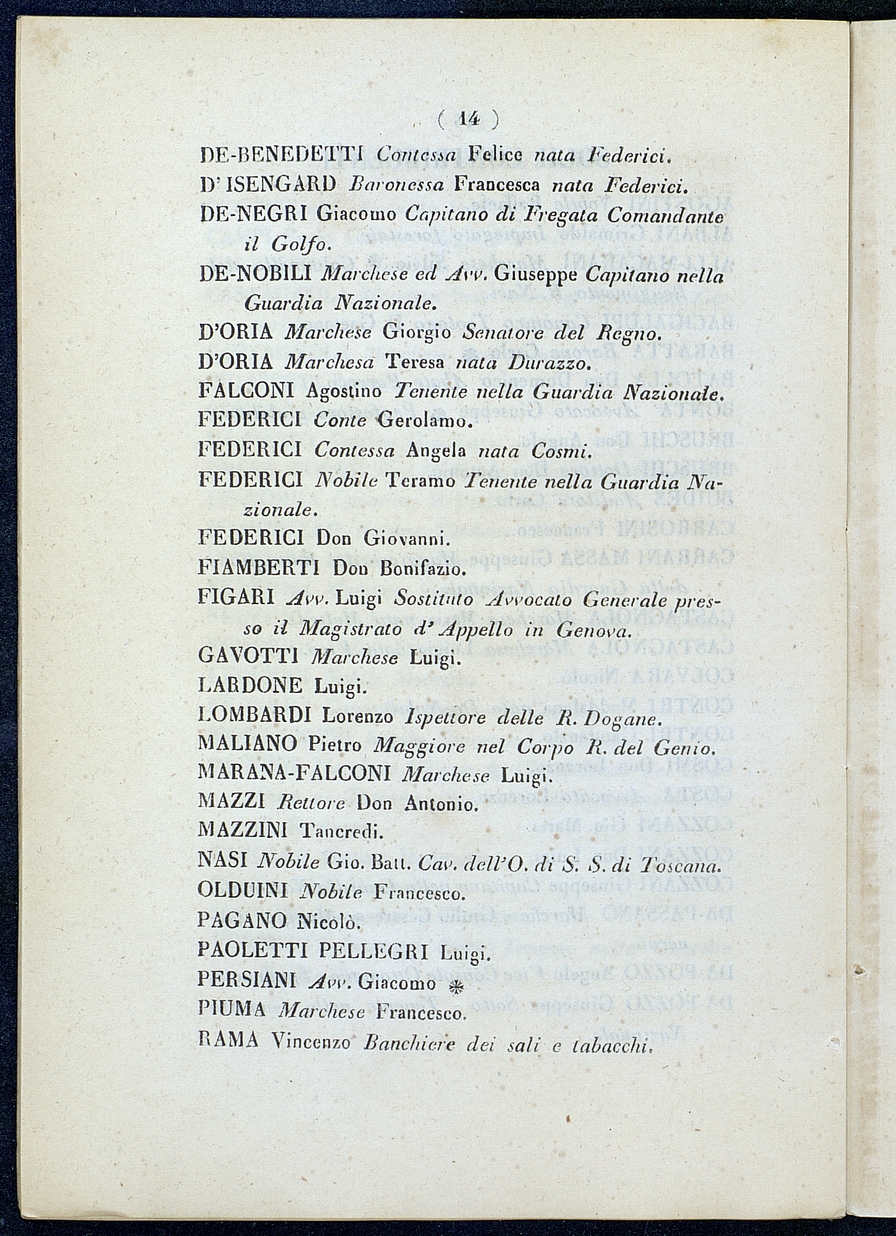 ( 14 )
DE-BENEDETTI Contessa Felice nata Federici.
D'ISENGARD Baronessa Francesca nata Federici.
DE-NEGRI Giacomo Capitano di Fregata Comandante
il Golfo.
DE-NOBILI Marchese ed Avv. Giuseppe Capitano nella
Guardia Nazionale.
D'ORIA Marchese Giorgio Senatore del Regno.
D'ORIA Marchesa Teresa nata Durazzo.
FALCONI Agostino Tenente nella Guardia Nazionale.
FEDERICI Conte Gerolamo.
FEDERICI Contessa Angela nata Cosmi.
FEDERICI Nobile Teramo Tenente nella Guardia Na-
zionale.
FEDERICI Don Giovanni.
FIAMBERTI Don Bonifazio.
FIGARI Avv. Luigi Sostituto Avvocato Generale pres-
so il Magistrato d'Appello in Genova.
GAVOTTI Marchese Luigi.
LARDONE Luigi.
LOMBARDI Lorenzo Ispettore delle R. Dogane.
MALIANO Pietro Maggiore nel Corpo R. del Genio.
MARANA-FALCONI Marchese Luigi.
MAZZI Rettore Don Antonio.
MAZZINI Tancredi.
NASI Nobile Gio. Batt. Cav. dell'O. di S. S. di Toscana.
OLDUINI Nobile Francesco.
PAGANO Nicolò.
PAOLETTI PELLEGRI Luigi.
PERSIANI Avv. Giacomo ❋
PIUMA Marchese Francesco.
RAMA Vincenzo Banchiere dei sali e tabacchi.